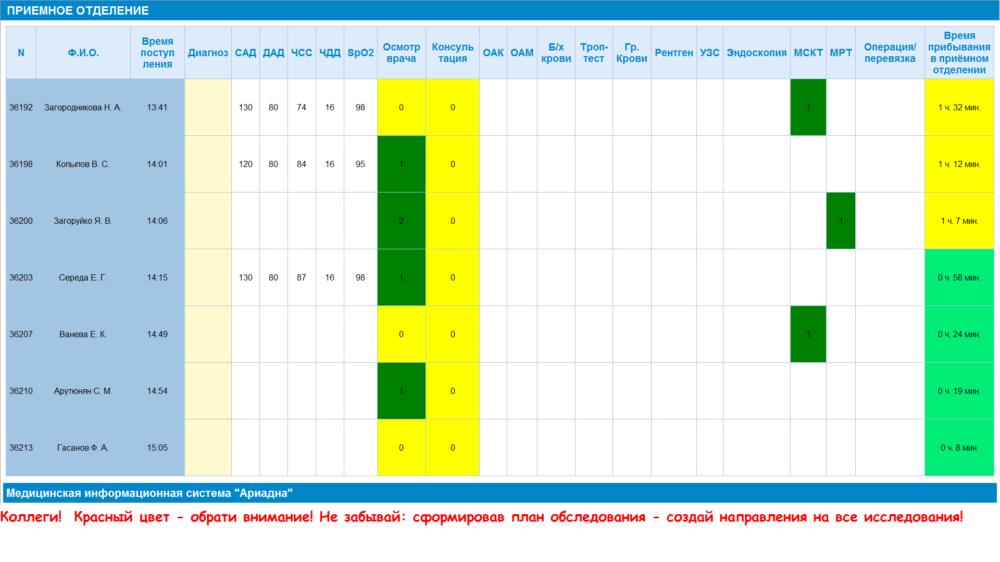 ПРИЕМНОЕ ОТДЕЛЕНИЕ
N Ф.И.О. Время поступ ления Диагноз САД ДАД ЧСС ЧДД SpO2 Осмотр врача Консуль тация ОАК ОАМ Б/х крови Троп- тест Гр. Крови Рентген УЗС Эндоскопия МСКТ МРТ Операция/ перевязка Время прибывания в приёмном отделении
36192 Загородникова Н. А. 13:41 130 80 74 16 98 0 0 1 1 ч. 32 мин.
36198 Копылов В. С. 14:01 120 80 84 16 95 1 0 1 ч. 12 мин.
36200 Загоруйко Я. В. 14:06 2 0 1 1 ч. 7 мин.
36203 Середа Е. Г. 14:15 130 80 87 16 98 1 0 0 ч. 58 мин.
36207 Ванева Е. К. 14:49 0 0 1 0 ч. 24 мин.
36210 Арутюнян С. М. 14:54 1 0 0 ч. 19 мин.
36213 Гасанов Ф. А. 15:05 0 0 0 ч. 8 мин.
Медицинская информационная система "Ариадна"
Коллеги! Красный цвет - обрати внимание! Не забывай: сформировав план обследования - создай направления на все исследования!